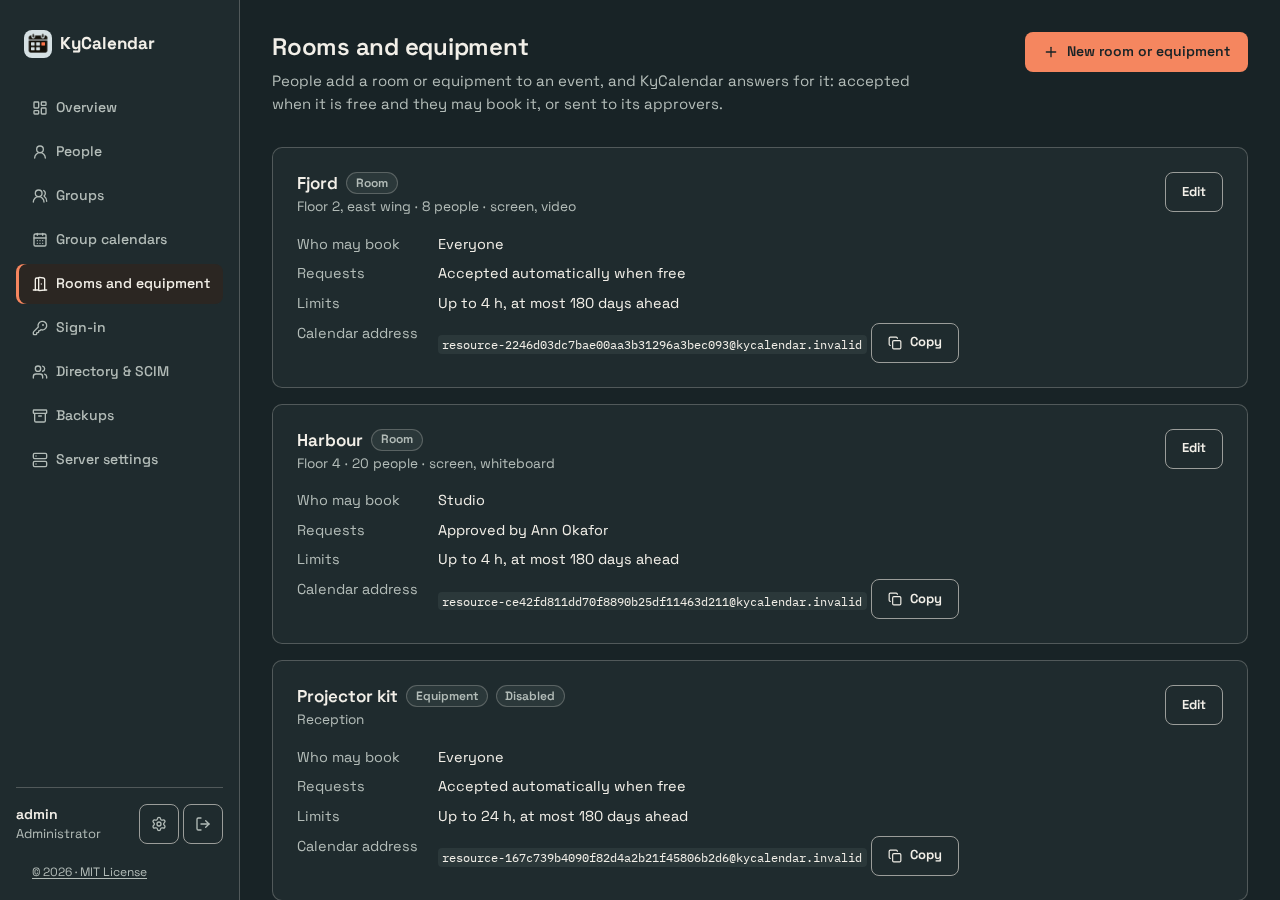 KyCalendar
Overview
People
Groups
Group calendars
Rooms and equipment
Sign-in
Directory & SCIM
Backups
Server settings
admin
Administrator
© 2026 · MIT License
Rooms and equipment
People add a room or equipment to an event, and KyCalendar answers for it: accepted
when it is free and they may book it, or sent to its approvers.
New room or equipment
Fjord Room
Floor 2, east wing · 8 people · screen, video
Edit
Who may book Everyone
Requests Accepted automatically when free
Limits Up to 4 h, at most 180 days ahead
Calendar address resource-2246d03dc7bae00aa3b31296a3bec093@kycalendar.invalid Copy
Harbour Room
Floor 4 · 20 people · screen, whiteboard
Edit
Who may book Studio
Requests Approved by Ann Okafor
Limits Up to 4 h, at most 180 days ahead
Calendar address resource-ce42fd811dd70f8890b25df11463d211@kycalendar.invalid Copy
Projector kit Equipment Disabled
Reception
Edit
Who may book Everyone
Requests Accepted automatically when free
Limits Up to 24 h, at most 180 days ahead
Calendar address resource-167c739b4090f82d4a2b21f45806b2d6@kycalendar.invalid Copy